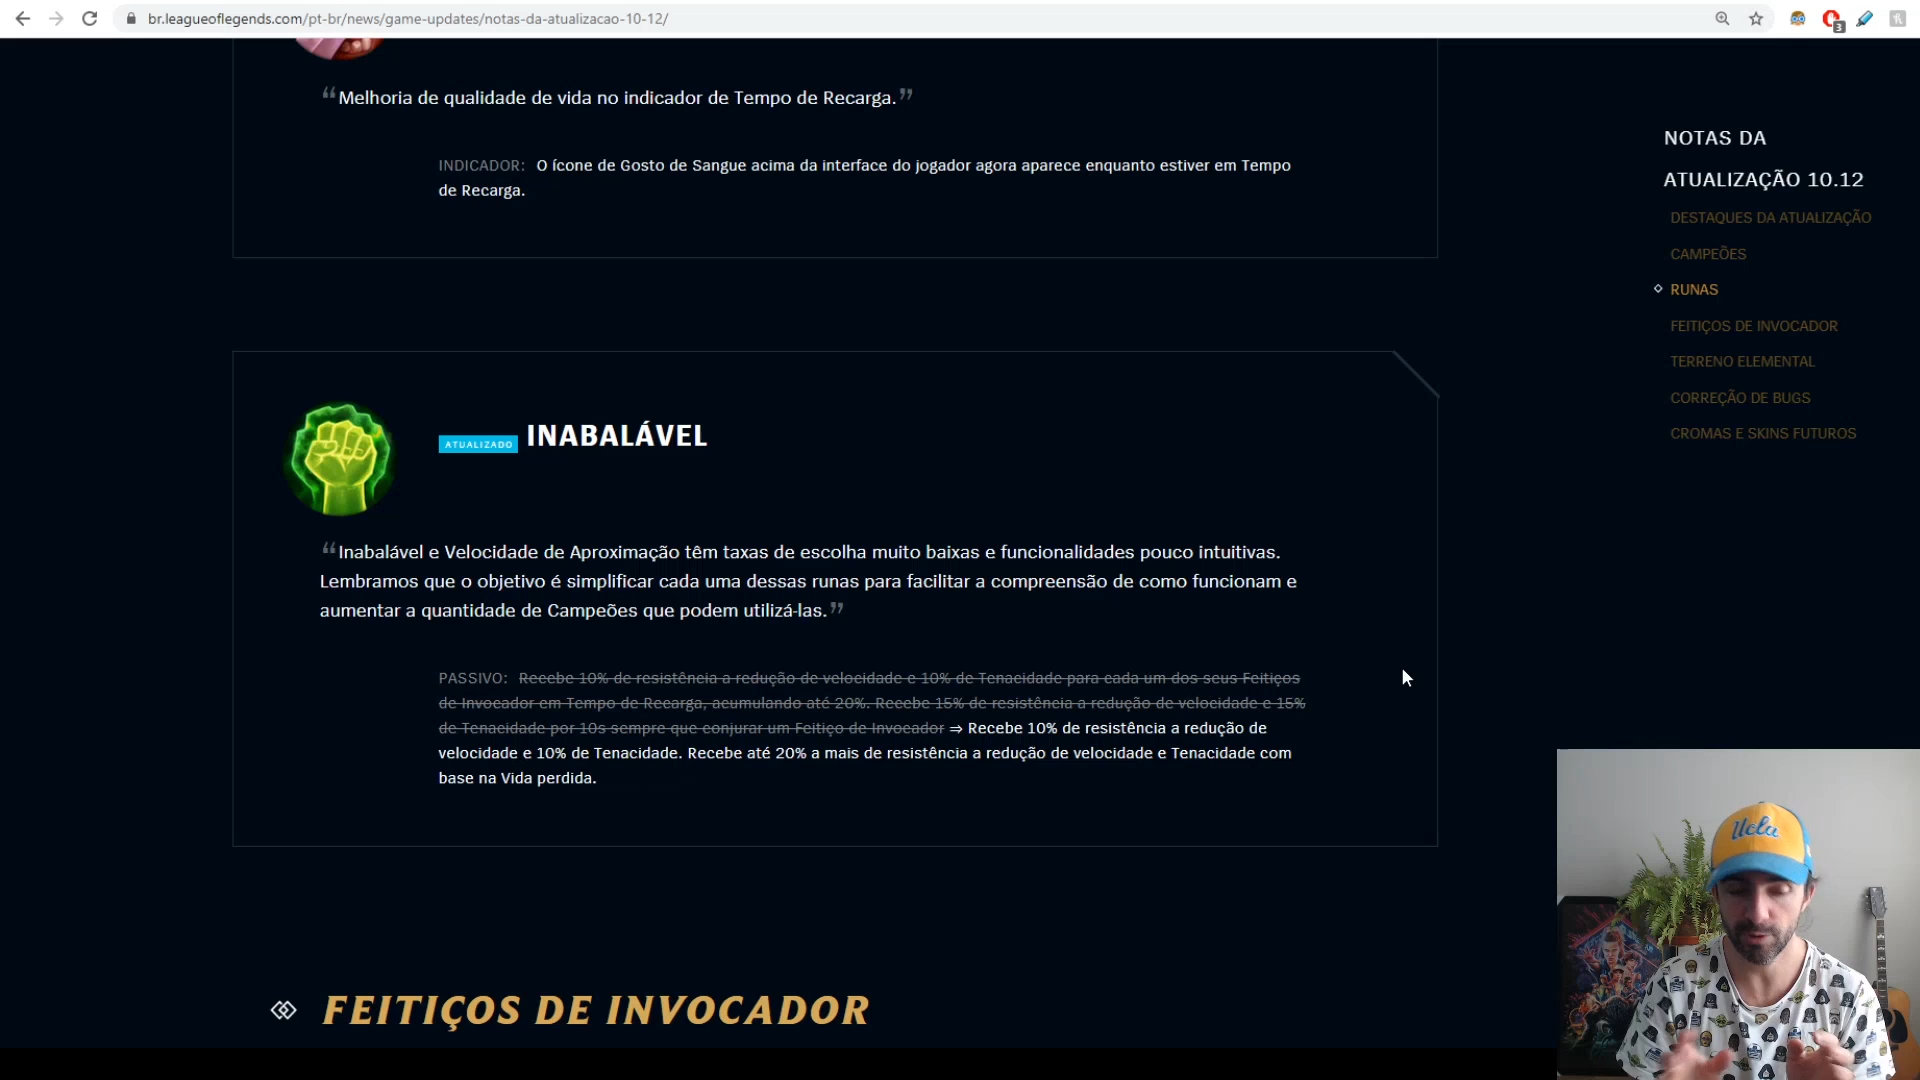 br.leagueoflegends.com/pt-br/news/game-updates/notas-da-atualizacao-10-12/
3
“Melhoria de qualidade de vida no indicador de Tempo de Recarga.”
INDICADOR: O ícone de Gosto de Sangue acima da interface do jogador agora aparece enquanto estiver em Tempo
de Recarga.
NOTAS DA
ATUALIZAÇÃO 10.12
DESTAQUES DA ATUALIZAÇÃO
CAMPEÕES
RUNAS
FEITIÇOS DE INVOCADOR
TERRENO ELEMENTAL
CORREÇÃO DE BUGS
CROMAS E SKINS FUTUROS
ATUALIZADO INABALÁVEL
“Inabalável e Velocidade de Aproximação têm taxas de escolha muito baixas e funcionalidades pouco intuitivas.
Lembramos que o objetivo é simplificar cada uma dessas runas para facilitar a compreensão de como funcionam e
aumentar a quantidade de Campeões que podem utilizá-las.”
PASSIVO: Recebe 10% de resistência a redução de velocidade e 10% de Tenacidade para cada um dos seus Feitiços
de Invocador em Tempo de Recarga, acumulando até 20%. Recebe 15% de resistência a redução de velocidade e 15%
de Tenacidade por 10s sempre que conjurar um Feitiço de Invocador ⇒ Recebe 10% de resistência a redução de
velocidade e 10% de Tenacidade. Recebe até 20% a mais de resistência a redução de velocidade e Tenacidade com
base na Vida perdida.
FEITIÇOS DE INVOCADOR
Ucla